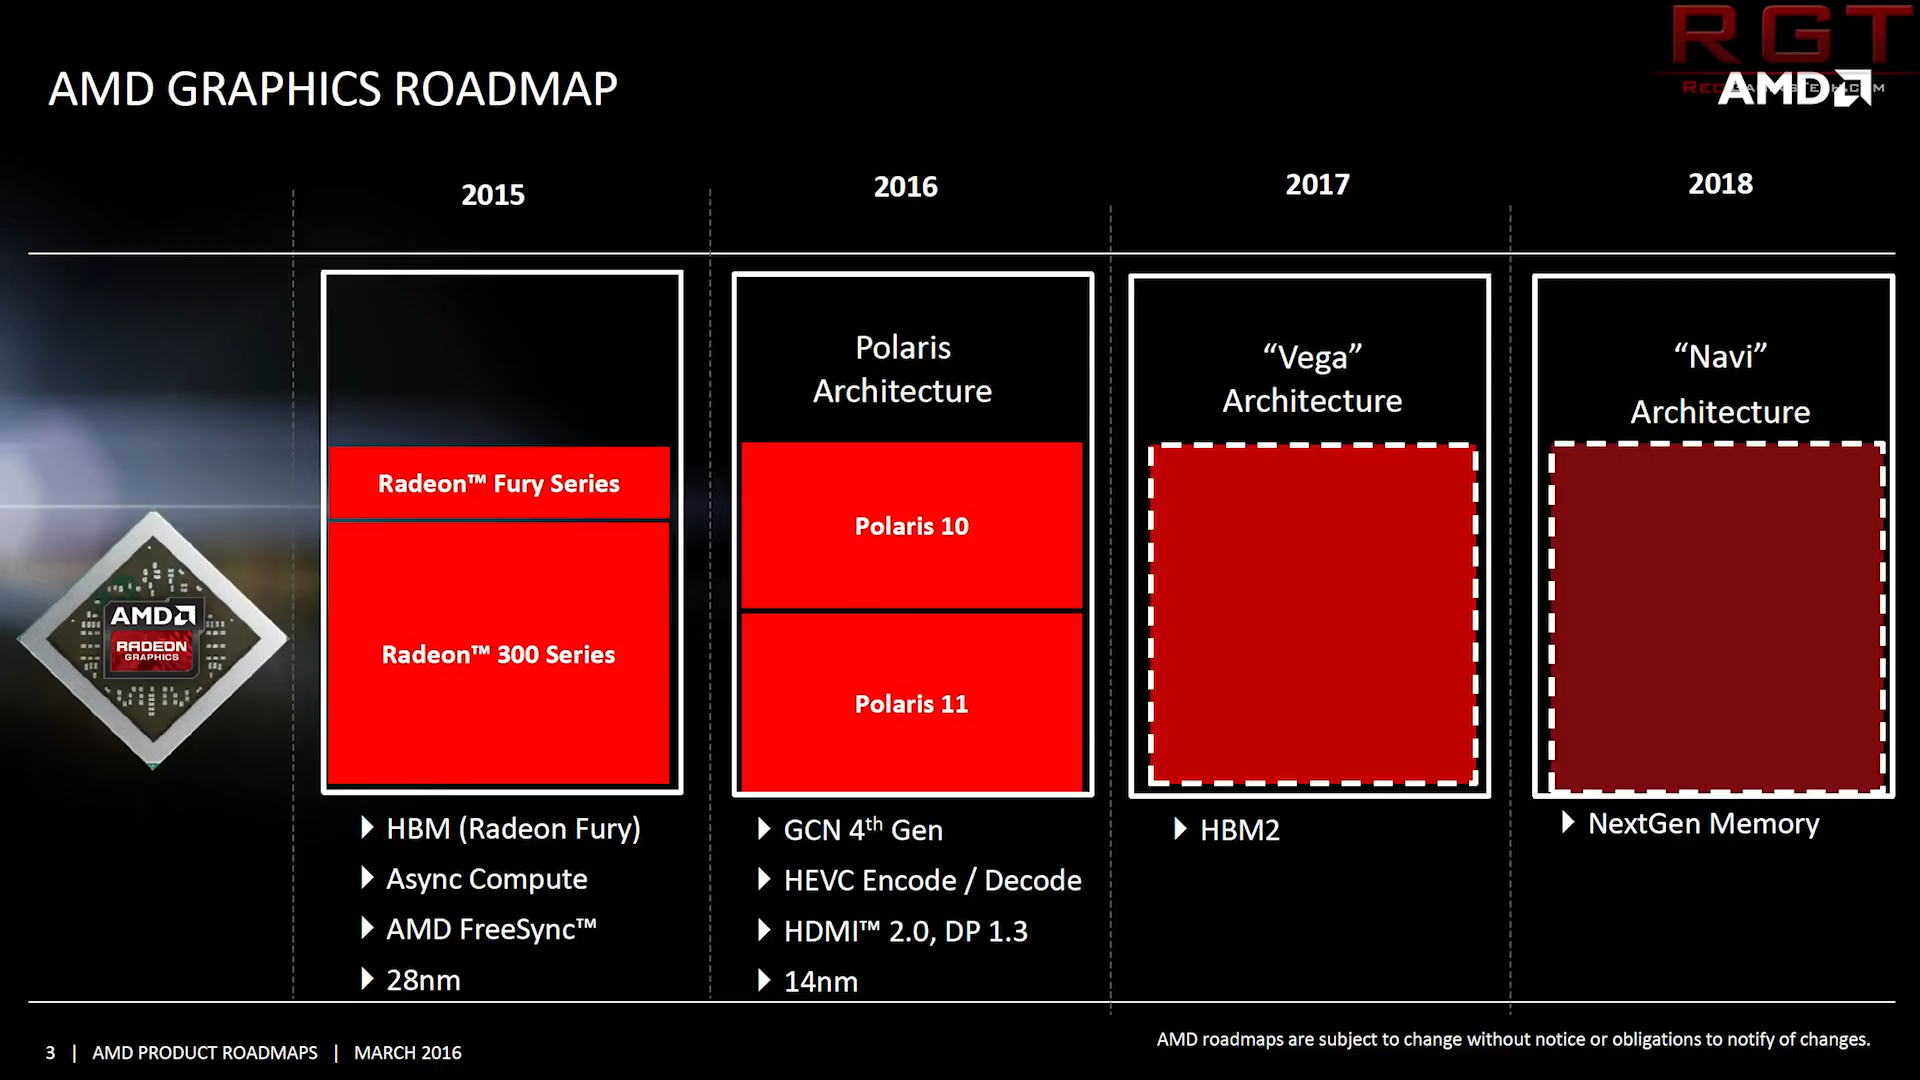 RGT
AMD GRAPHICS ROADMAP
AMD
2015
2016
2017
2018
Polaris
Architecture
“Vega”
Architecture
“Navi”
Architecture
Radeon™ Fury Series
Radeon™ 300 Series
Polaris 10
Polaris 11
AMD
RADEON
GRAPHICS
HBM (Radeon Fury)
Async Compute
AMD FreeSync™
28nm
GCN 4th Gen
HEVC Encode / Decode
HDMI™ 2.0, DP 1.3
14nm
HBM2
NextGen Memory
3 | AMD PRODUCT ROADMAPS | MARCH 2016
AMD roadmaps are subject to change without notice or obligations to notify of changes.